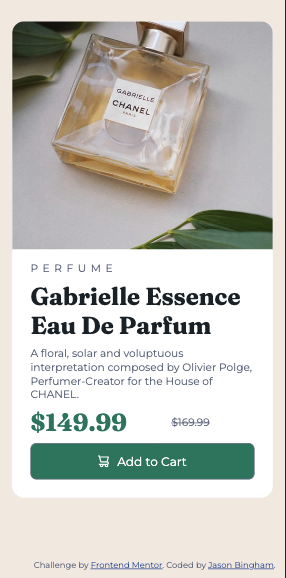 GABRIELLE
CHANEL
PARIS
PERFUME
Gabrielle Essence
Eau De Parfum
A floral, solar and voluptuous
interpretation composed by Olivier Polge,
Perfumer-Creator for the House of
CHANEL.
$149.99 $169.99
Add to Cart
Challenge by Frontend Mentor. Coded by Jason Bingham.